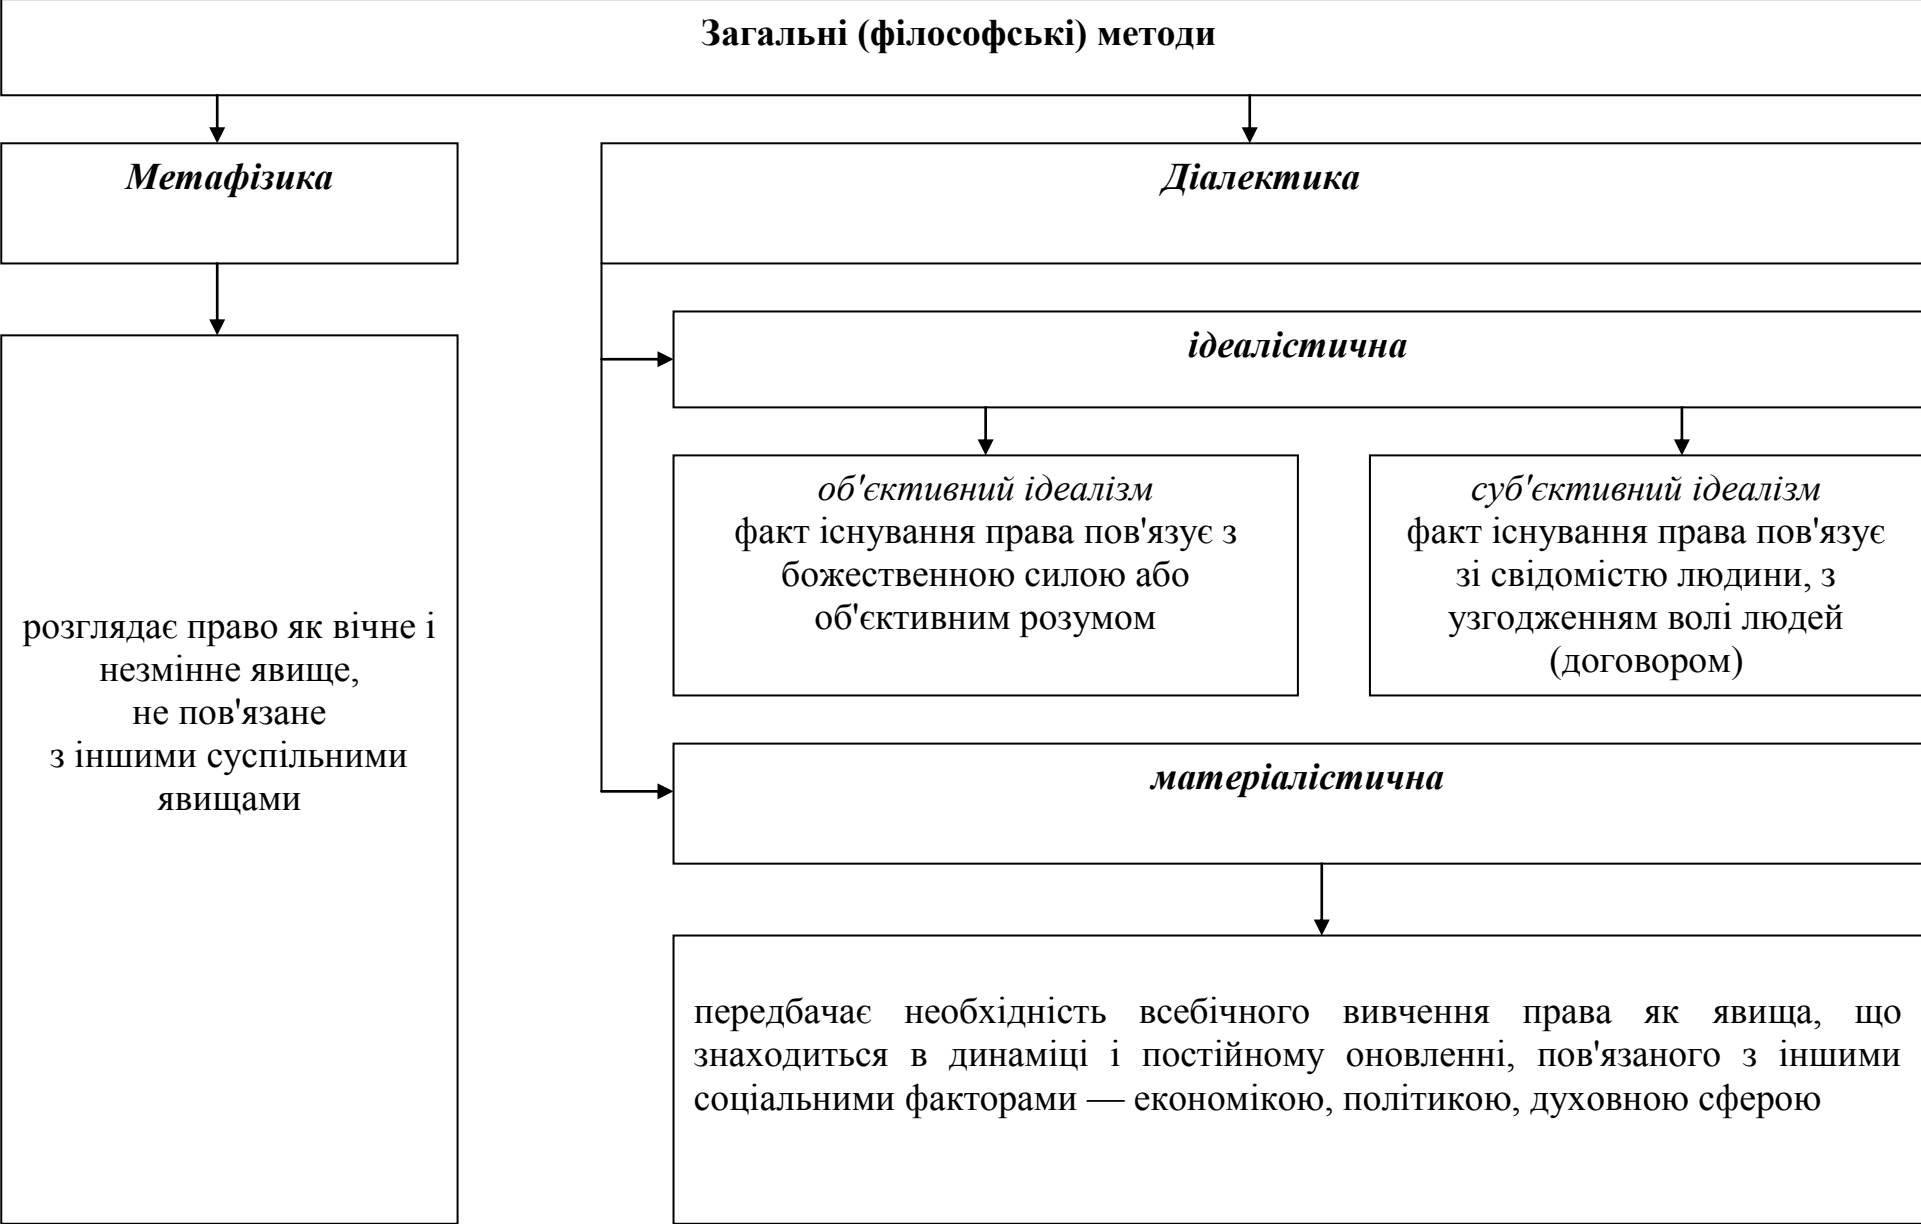 Загальні (філософські) методи
Метафізика
Діалектика
розглядає право як вічне і
незмінне явище,
не пов'язане
з іншими суспільними
явищами
ідеалістична
об'єктивний ідеалізм
факт існування права пов'язує з
божественною силою або
об'єктивним розумом
суб'єктивний ідеалізм
факт існування права пов'язує
зі свідомістю людини, з
узгодженням волі людей
(договором)
матеріалістична
передбачає необхідність всебічного вивчення права як явища, що
знаходиться в динаміці і постійному оновленні, пов'язаного з іншими
соціальними факторами — економікою, політикою, духовною сферою